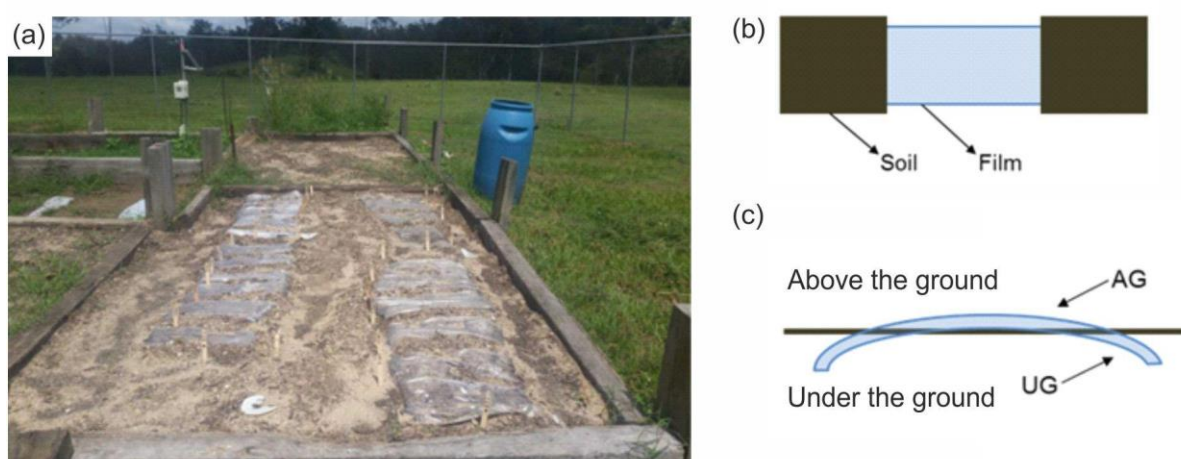 (a)
(b)
Soil
Film
(c)
Above the ground
AG
UG
Under the ground